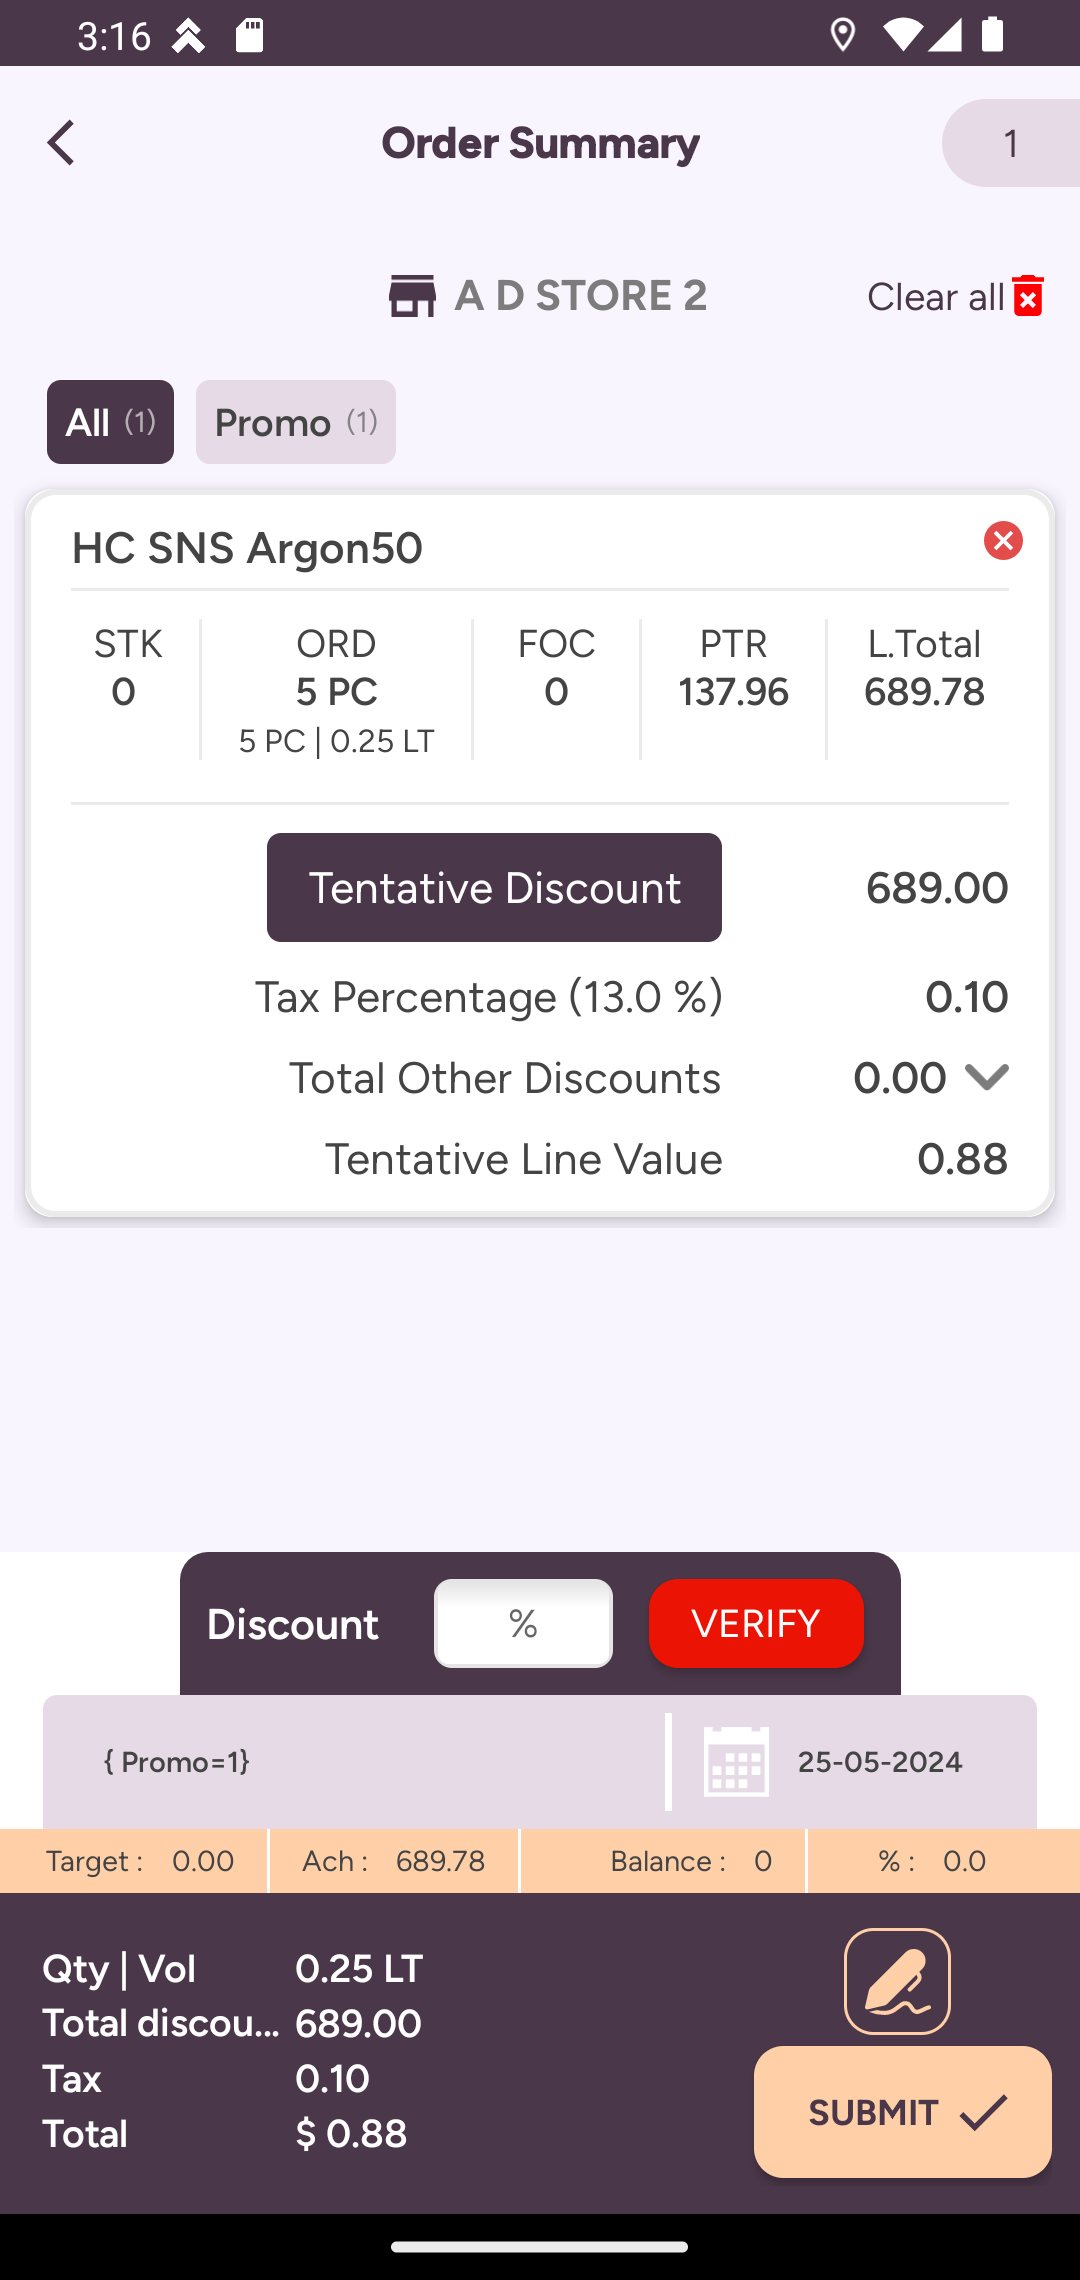 3:16
Order Summary
1
A D STORE 2
Clear all
All (1)
Promo (1)
HC SNS Argon50
STK ORD FOC PTR L.Total
0 5 PC 0 137.96 689.78
5 PC | 0.25 LT
Tentative Discount 689.00
Tax Percentage (13.0 %) 0.10
Total Other Discounts 0.00
Tentative Line Value 0.88
Discount % VERIFY
{ Promo=1} 25-05-2024
Target : 0.00 Ach : 689.78 Balance : 0 % : 0.0
Qty | Vol 0.25 LT
Total discou... 689.00
Tax 0.10
Total $ 0.88
SUBMIT